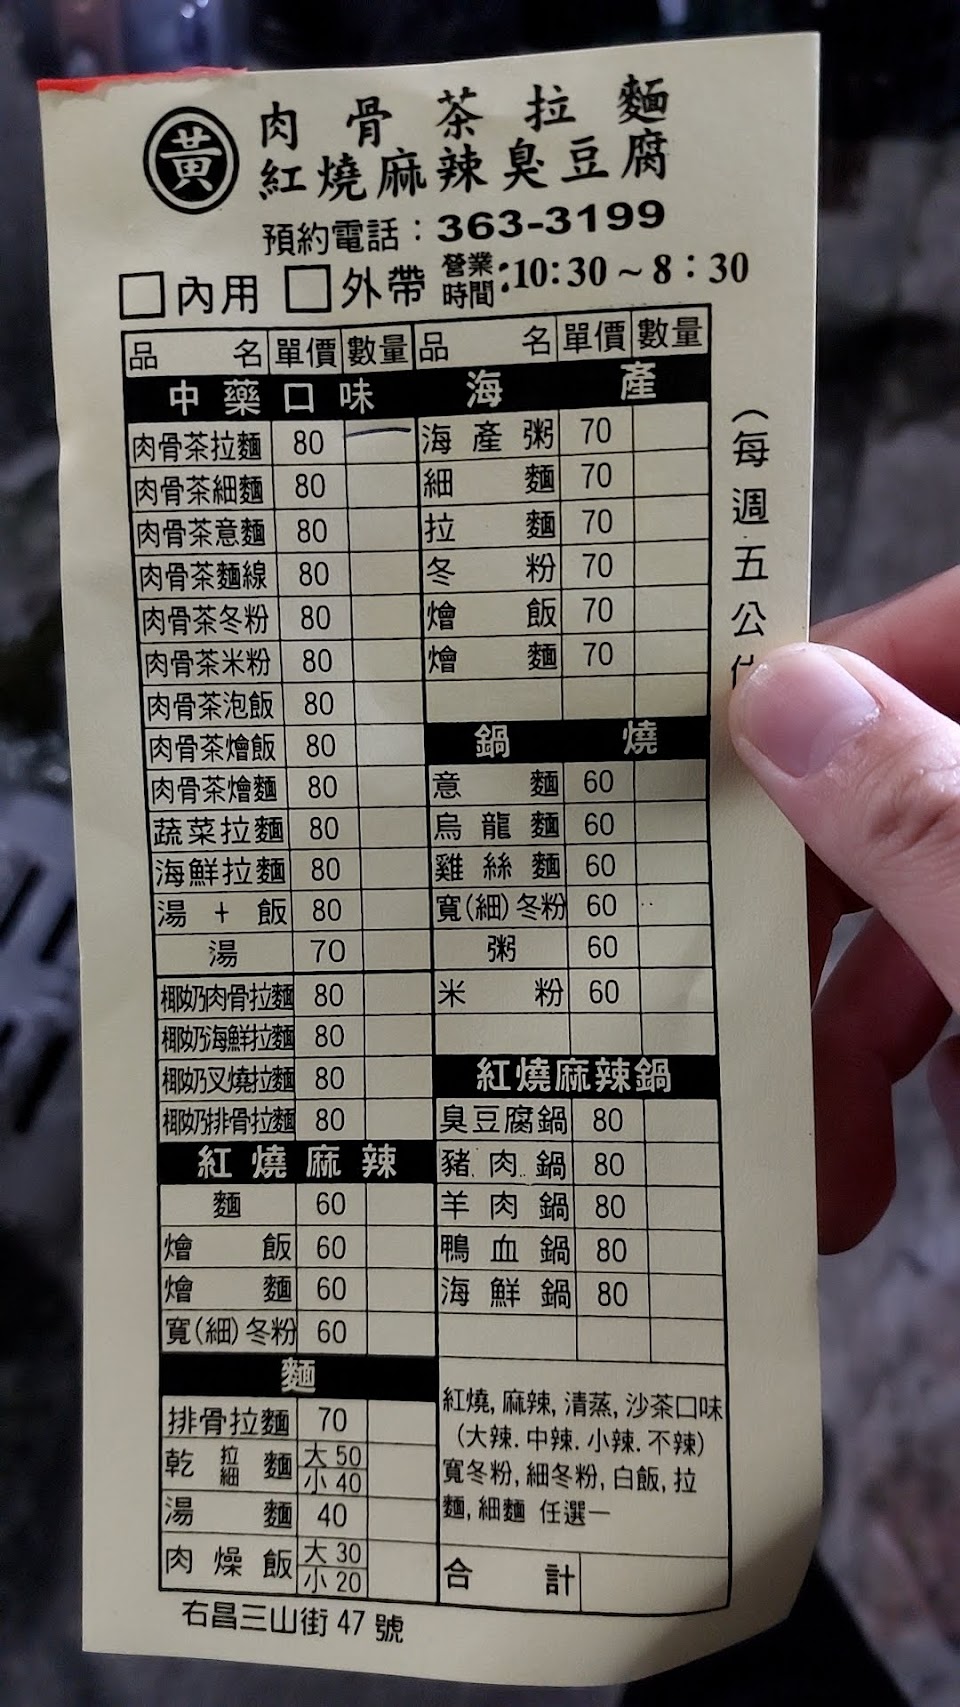 黃
肉骨茶拉麵
紅燒麻辣臭豆腐
預約電話：363-3199
內用 外帶 營業時間：10:30～8：30
品名 單價 數量
中藥口味
肉骨茶拉麵 80 一
肉骨茶細麵 80
肉骨茶意麵 80
肉骨茶麵線 80
肉骨茶冬粉 80
肉骨茶米粉 80
肉骨茶泡飯 80
肉骨茶燴飯 80
肉骨茶燴麵 80
蔬菜拉麵 80
海鮮拉麵 80
湯+飯 80
湯 70
椰奶肉骨拉麵 80
椰奶海鮮拉麵 80
椰奶叉燒拉麵 80
椰奶排骨拉麵 80
紅燒麻辣
麵 60
燴飯 60
燴麵 60
寬(細)冬粉 60
麵
排骨拉麵 70
乾拉細麵 大50 小40
湯麵 40
肉燥飯 大30 小20
品名 單價 數量
海產
海產粥 70
細麵 70
拉麵 70
冬粉 70
燴飯 70
燴麵 70
鍋燒
意麵 60
烏龍麵 60
雞絲麵 60
寬(細)冬粉 60
粥 60
米粉 60
紅燒麻辣鍋
臭豆腐鍋 80
豬肉鍋 80
羊肉鍋 80
鴨血鍋 80
海鮮鍋 80
紅燒,麻辣,清蒸,沙茶口味
(大辣.中辣.小辣.不辣)
寬冬粉,細冬粉,白飯,拉
麵,細麵 任選一
合計
（每週五公
右昌三山街47號